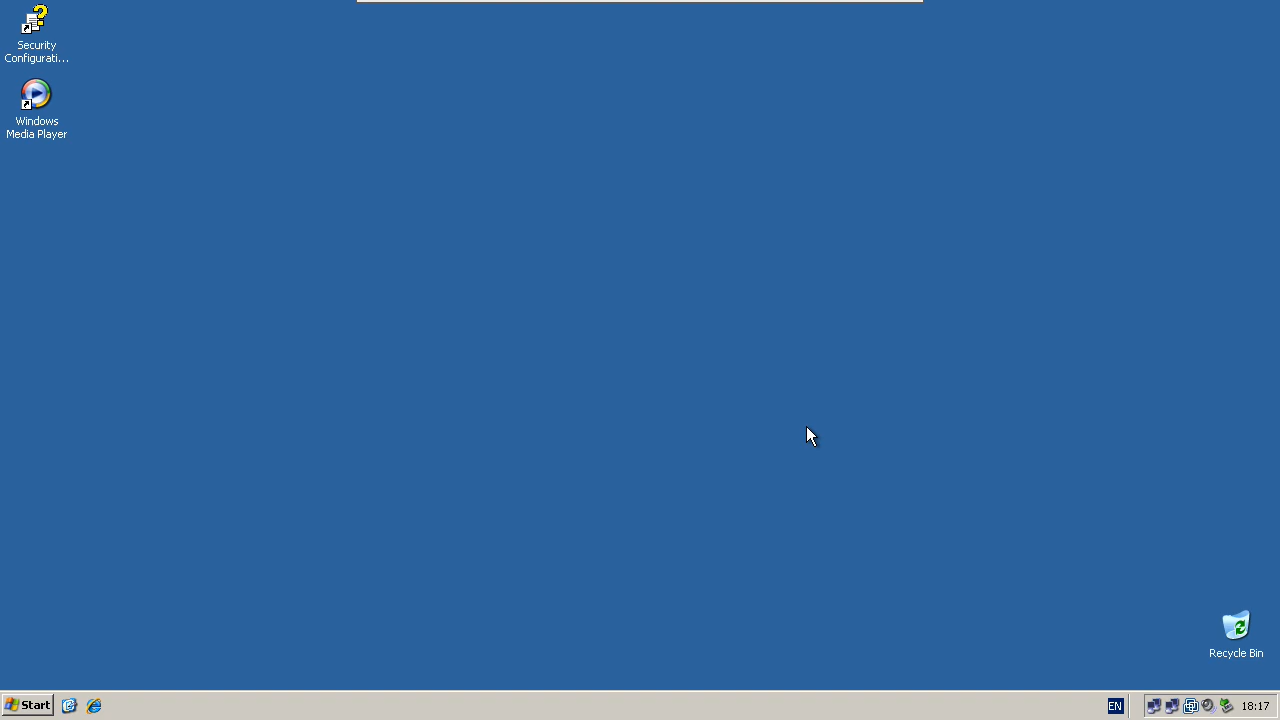 Security
Configurati...
Windows
Media Player
Recycle Bin
Start
EN
18:17